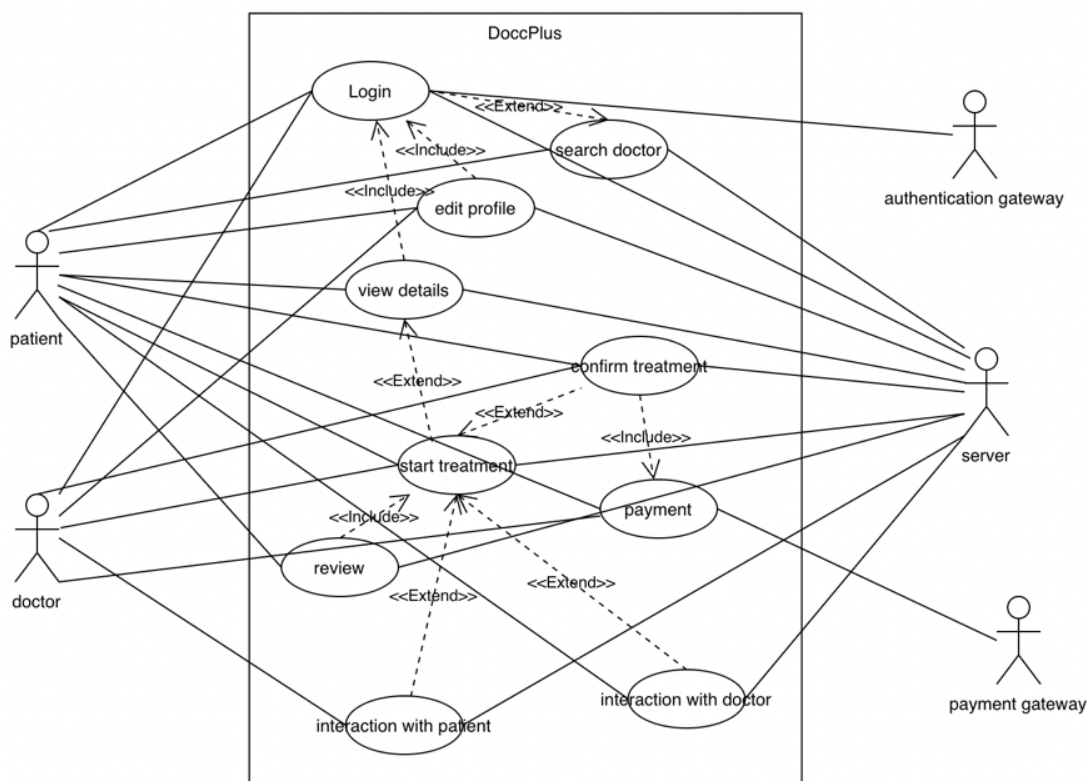 DoccPlus
Login
<<Extend>>
search doctor
<<Include>>
<<Include>>
edit profile
authentication gateway
view details
patient
confirm treatment
<<Extend>>
<<Extend>>
<<Include>>
start treatment
server
payment
<<Include>>
review
<<Extend>>
<<Extend>>
doctor
interaction with patient
interaction with doctor
payment gateway